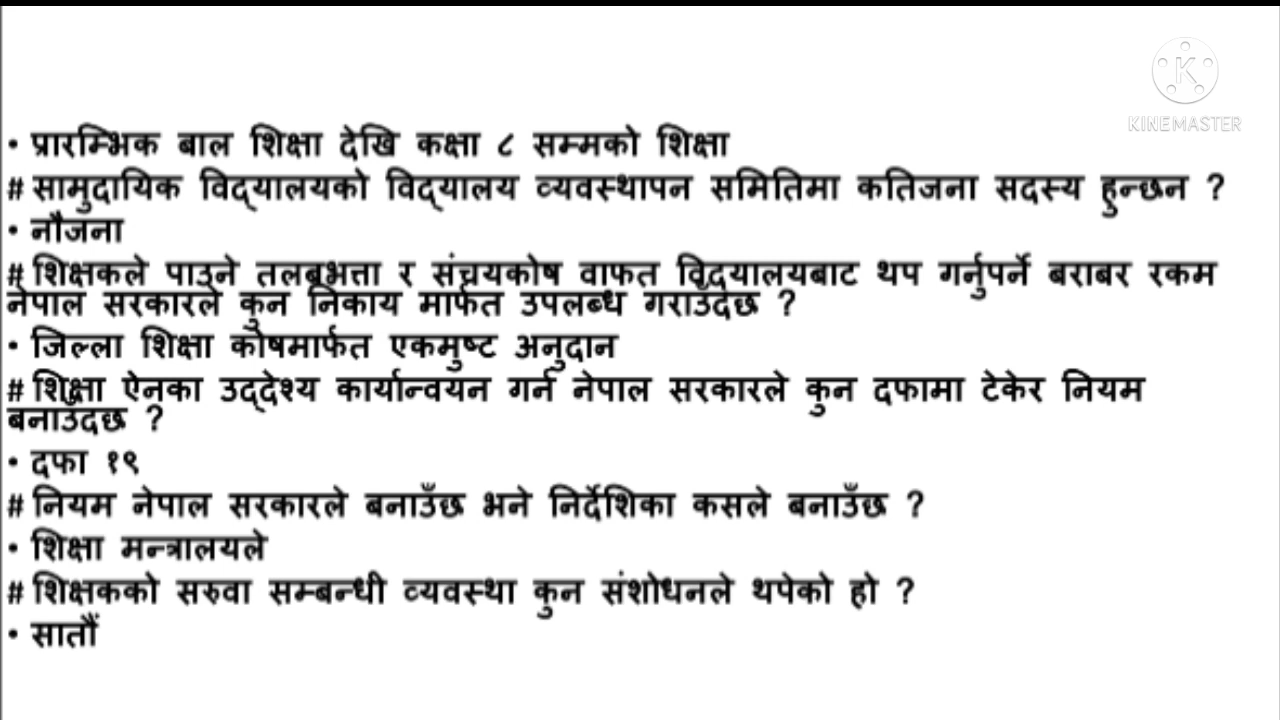 KINEMASTER
• प्रारम्भिक बाल शिक्षा देखि कक्षा ८ सम्मको शिक्षा
# सामुदायिक विद्‌यालयको विद्‌यालय व्यवस्थापन समितिमा कतिजना सदस्य हुन्छन ?
• नौजना
# शिक्षकले पाउने तलबभत्ता र संचयकोष वाफत विद्‌यालयबाट थप गर्नुपर्ने बराबर रकम
नेपाल सरकारले कुन निकाय मार्फत उपलब्ध गराउँदछ ?
• जिल्ला शिक्षा कोषमार्फत एकमुष्ट अनुदान
# शिक्षा ऐनका उद्‌देश्य कार्यान्वयन गर्न नेपाल सरकारले कुन दफामा टेकेर नियम
बनाउँदछ ?
• दफा १९
# नियम नेपाल सरकारले बनाउँछ भने निर्देशिका कसले बनाउँछ ?
• शिक्षा मन्त्रालयले
# शिक्षकको सरुवा सम्बन्धी व्यवस्था कुन संशोधनले थपेको हो ?
• सातौं